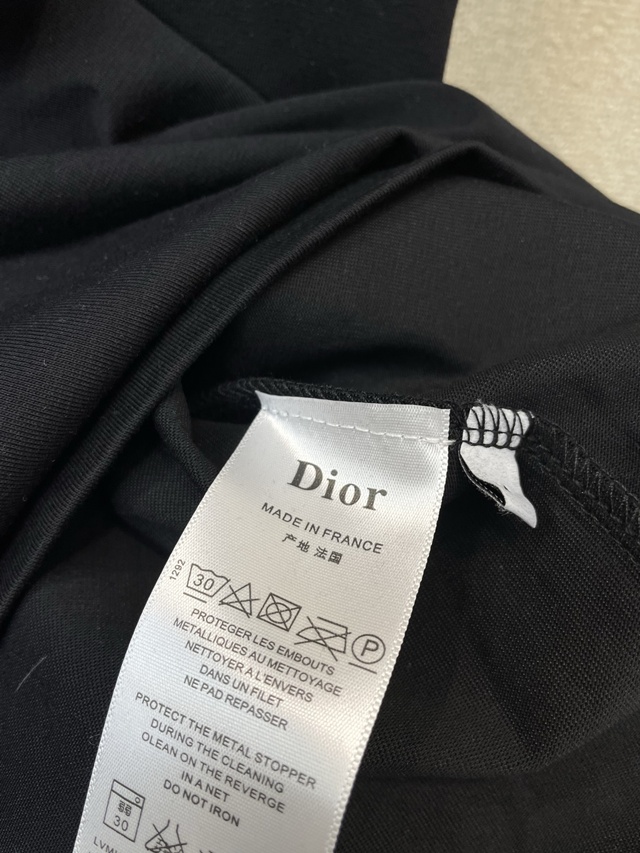 Dior
MADE IN FRANCE
产地 法国
1292
30 P
PROTEGER LES EMBOUTS
METALLIQUES AU METTOYAGE
NETTOYER A L'ENVERS
DANS UN FILET
NE PAD REPASSER
PROTECT THE METAL STOPPER
DURING THE CLEANING
OLEAN ON THE REVERGE
IN A NET
DO NOT IRON
30